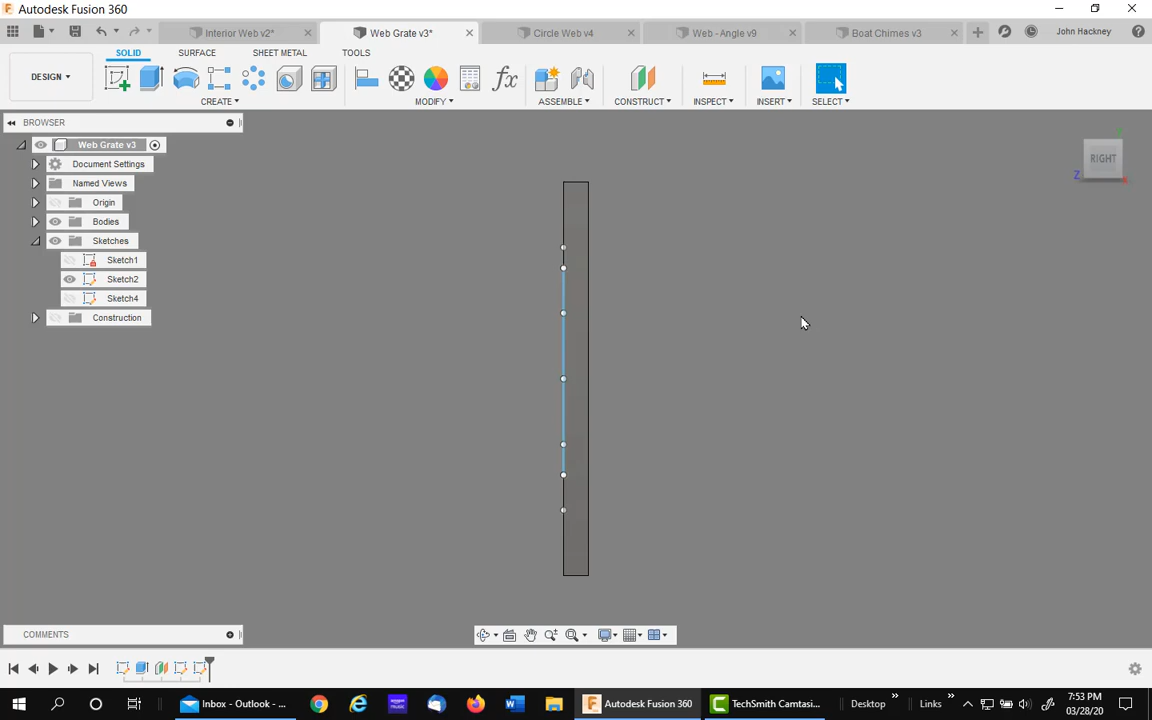 Autodesk Fusion 360
Interior Web v2*
Web Grate v3*
Circle Web v4
Web - Angle v9
Boat Chimes v3
John Hackney
SOLID
SURFACE
SHEET METAL
TOOLS
DESIGN
CREATE
MODIFY
ASSEMBLE
CONSTRUCT
INSPECT
INSERT
SELECT
BROWSER
RIGHT
Z
X
Web Grate v3
Document Settings
Named Views
Origin
Bodies
Sketches
Sketch1
Sketch2
Sketch4
Construction
COMMENTS
Inbox - Outlook - ...
Autodesk Fusion 360
TechSmith Camtasi...
Desktop
Links
7:53 PM
03/28/20